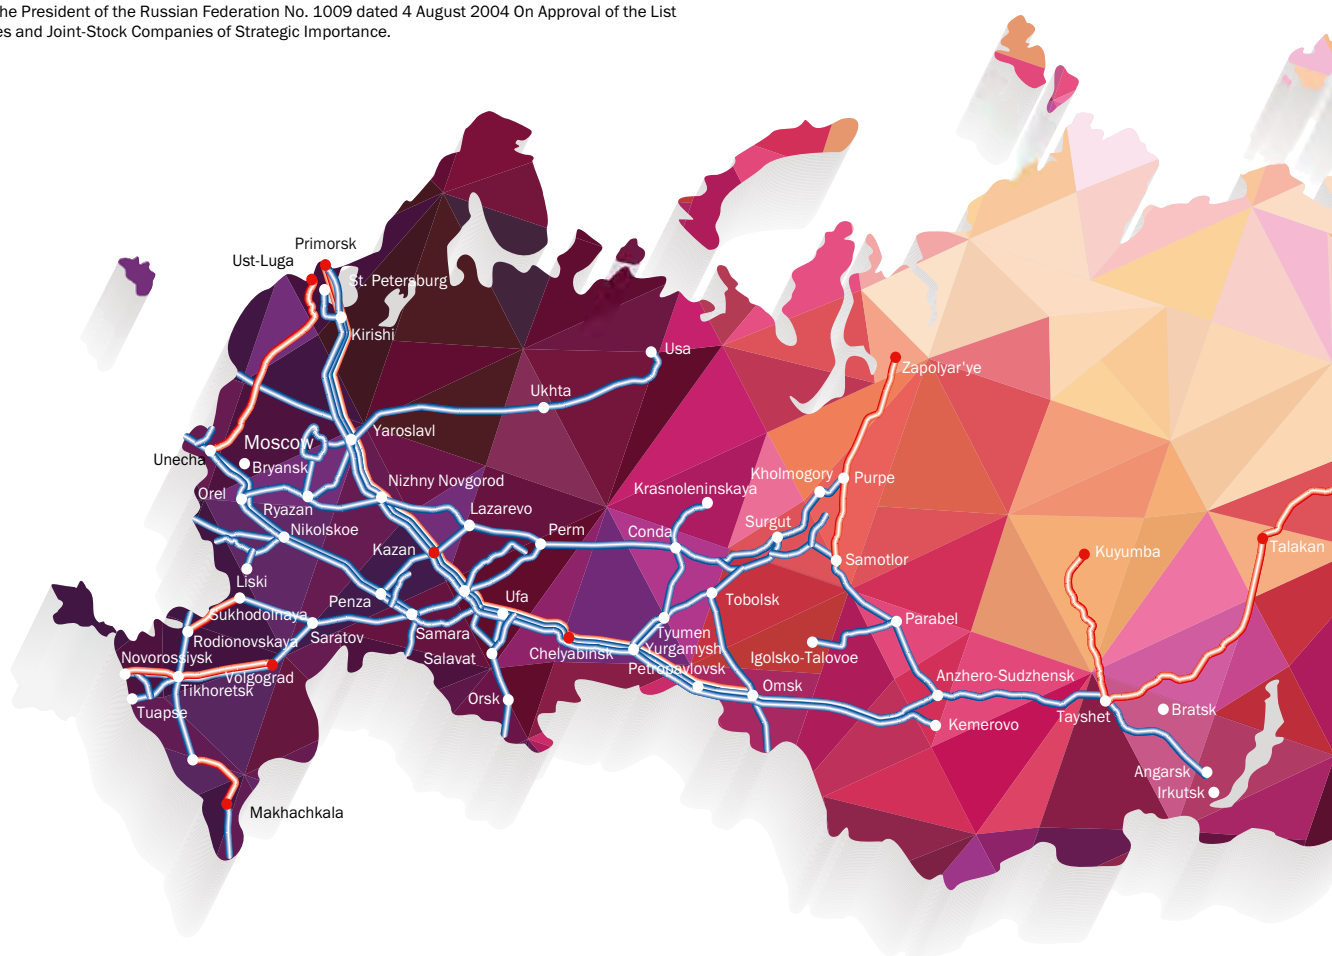 he President of the Russian Federation No. 1009 dated 4 August 2004 On Approval of the List
es and Joint-Stock Companies of Strategic Importance.
Primorsk
Ust-Luga
St. Petersburg
Kirishi
Usa
Zapolyar'ye
Ukhta
Yaroslavl
Moscow
Unecha
Bryansk
Kholmogory
Purpe
Nizhny Novgorod
Krasnoleninskaya
Orel
Ryazan
Lazarevo
Surgut
Nikolskoe
Perm
Conda
Kazan
Kuyumba
Talakan
Samotlor
Liski
Penza
Ufa
Tobolsk
Sukhodolnaya
Parabel
Saratov
Samara
Tyumen
Rodionovskaya
Yurgamysh
Chelyabinsk
Novorossiysk
Salavat
Igolsko-Talovoe
Petropavlovsk
Volgograd
Anzhero-Sudzhensk
Tikhoretsk
Omsk
Orsk
Tuapse
Bratsk
Tayshet
Kemerovo
Angarsk
Irkutsk
Makhachkala